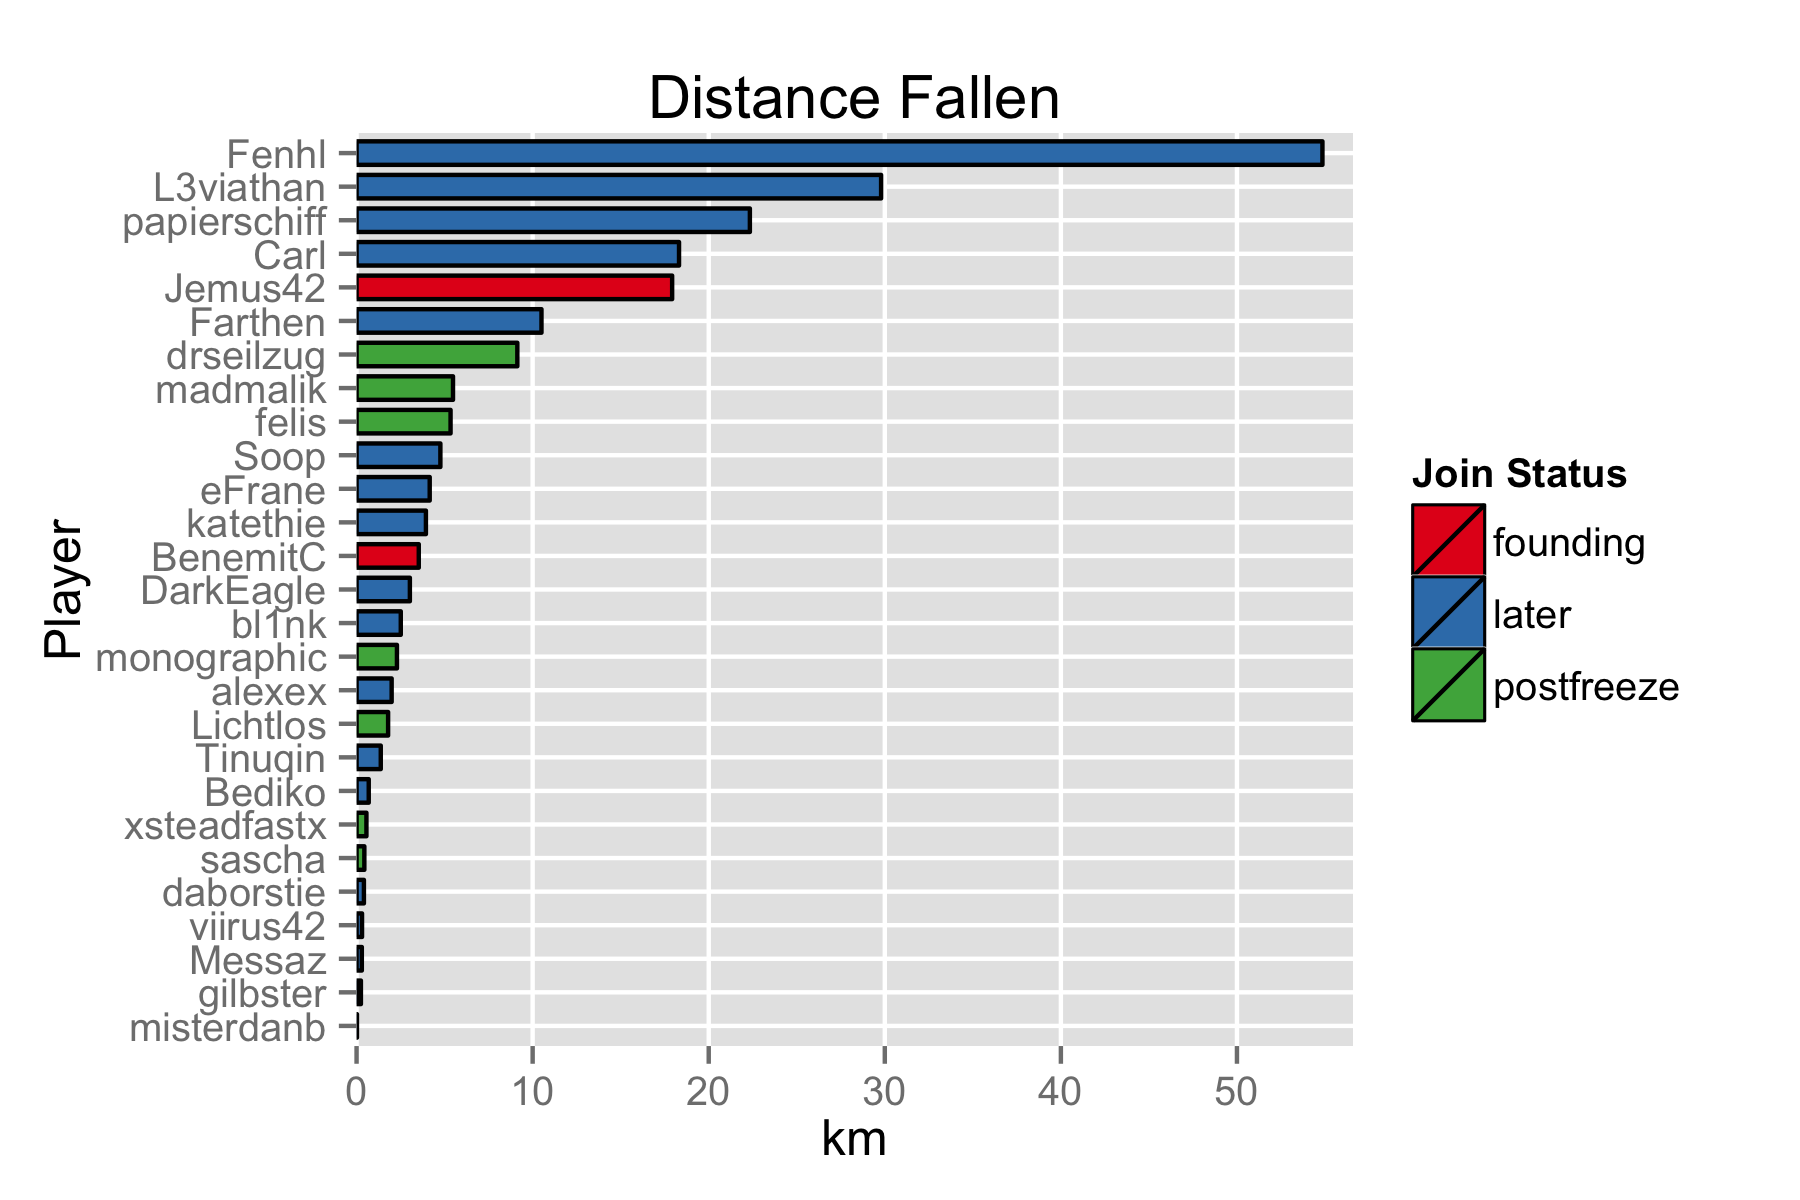 Distance Fallen
Player
Fenhl
L3viathan
papierschiff
Carl
Jemus42
Farthen
drseilzug
madmalik
felis
Soop
eFrane
katethie
BenemitC
DarkEagle
bl1nk
monographic
alexex
Lichtlos
Tinuqin
Bediko
xsteadfastx
sascha
daborstie
viirus42
Messaz
gilbster
misterdanb
0 10 20 30 40 50
km
Join Status
founding
later
postfreeze